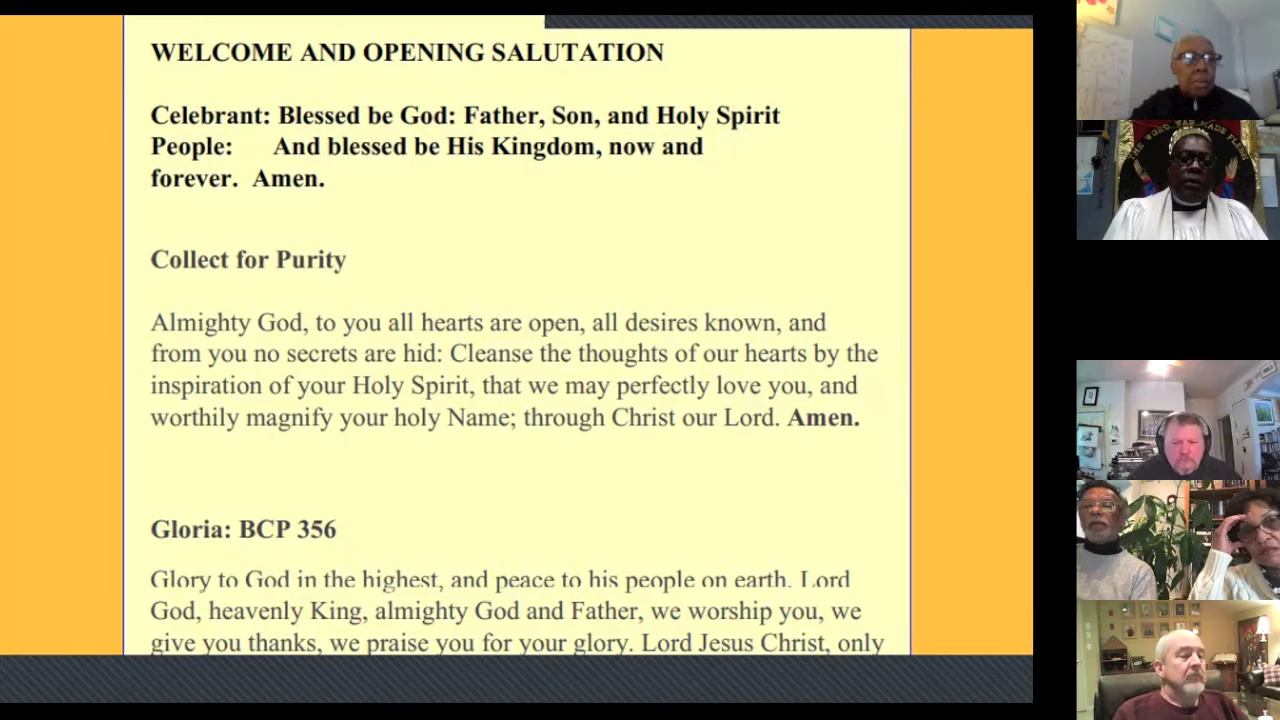 WELCOME AND OPENING SALUTATION
Celebrant: Blessed be God: Father, Son, and Holy Spirit
People: And blessed be His Kingdom, now and
forever. Amen.
Collect for Purity
Almighty God, to you all hearts are open, all desires known, and
from you no secrets are hid: Cleanse the thoughts of our hearts by the
inspiration of your Holy Spirit, that we may perfectly love you, and
worthily magnify your holy Name; through Christ our Lord. Amen.
Gloria: BCP 356
Glory to God in the highest, and peace to his people on earth. Lord
God, heavenly King, almighty God and Father, we worship you, we
give you thanks, we praise you for your glory. Lord Jesus Christ, only
THE WORD WAS MADE FLESH